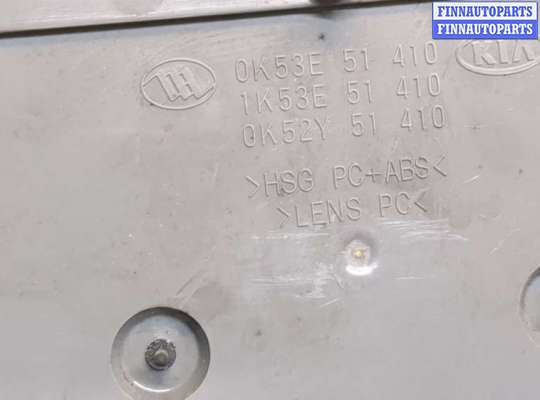 FINNAUTOPARTS
FINNAUTOPARTS
KIA
0K53E 51 410
1K53E 51 410
0K52Y 51 410
>HSG PC+ABS<
>LENS PC<